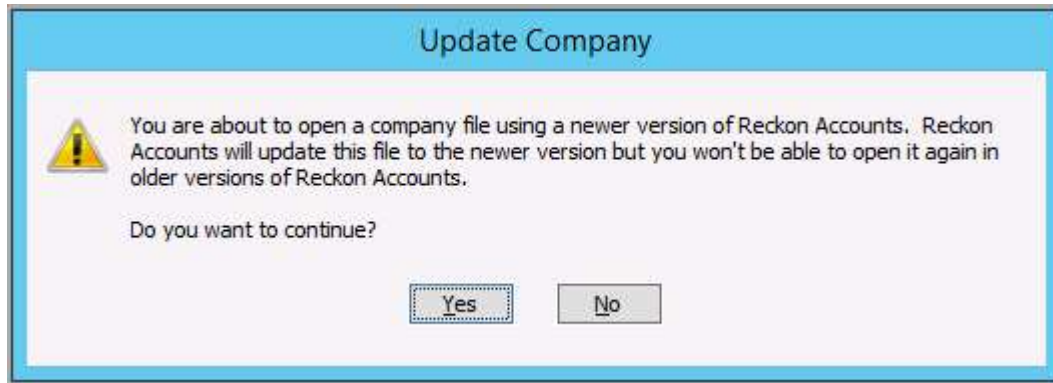 Update Company
You are about to open a company file using a newer version of Reckon Accounts.  Reckon
Accounts will update this file to the newer version but you won't be able to open it again in
older versions of Reckon Accounts.
Do you want to continue?
Yes
No